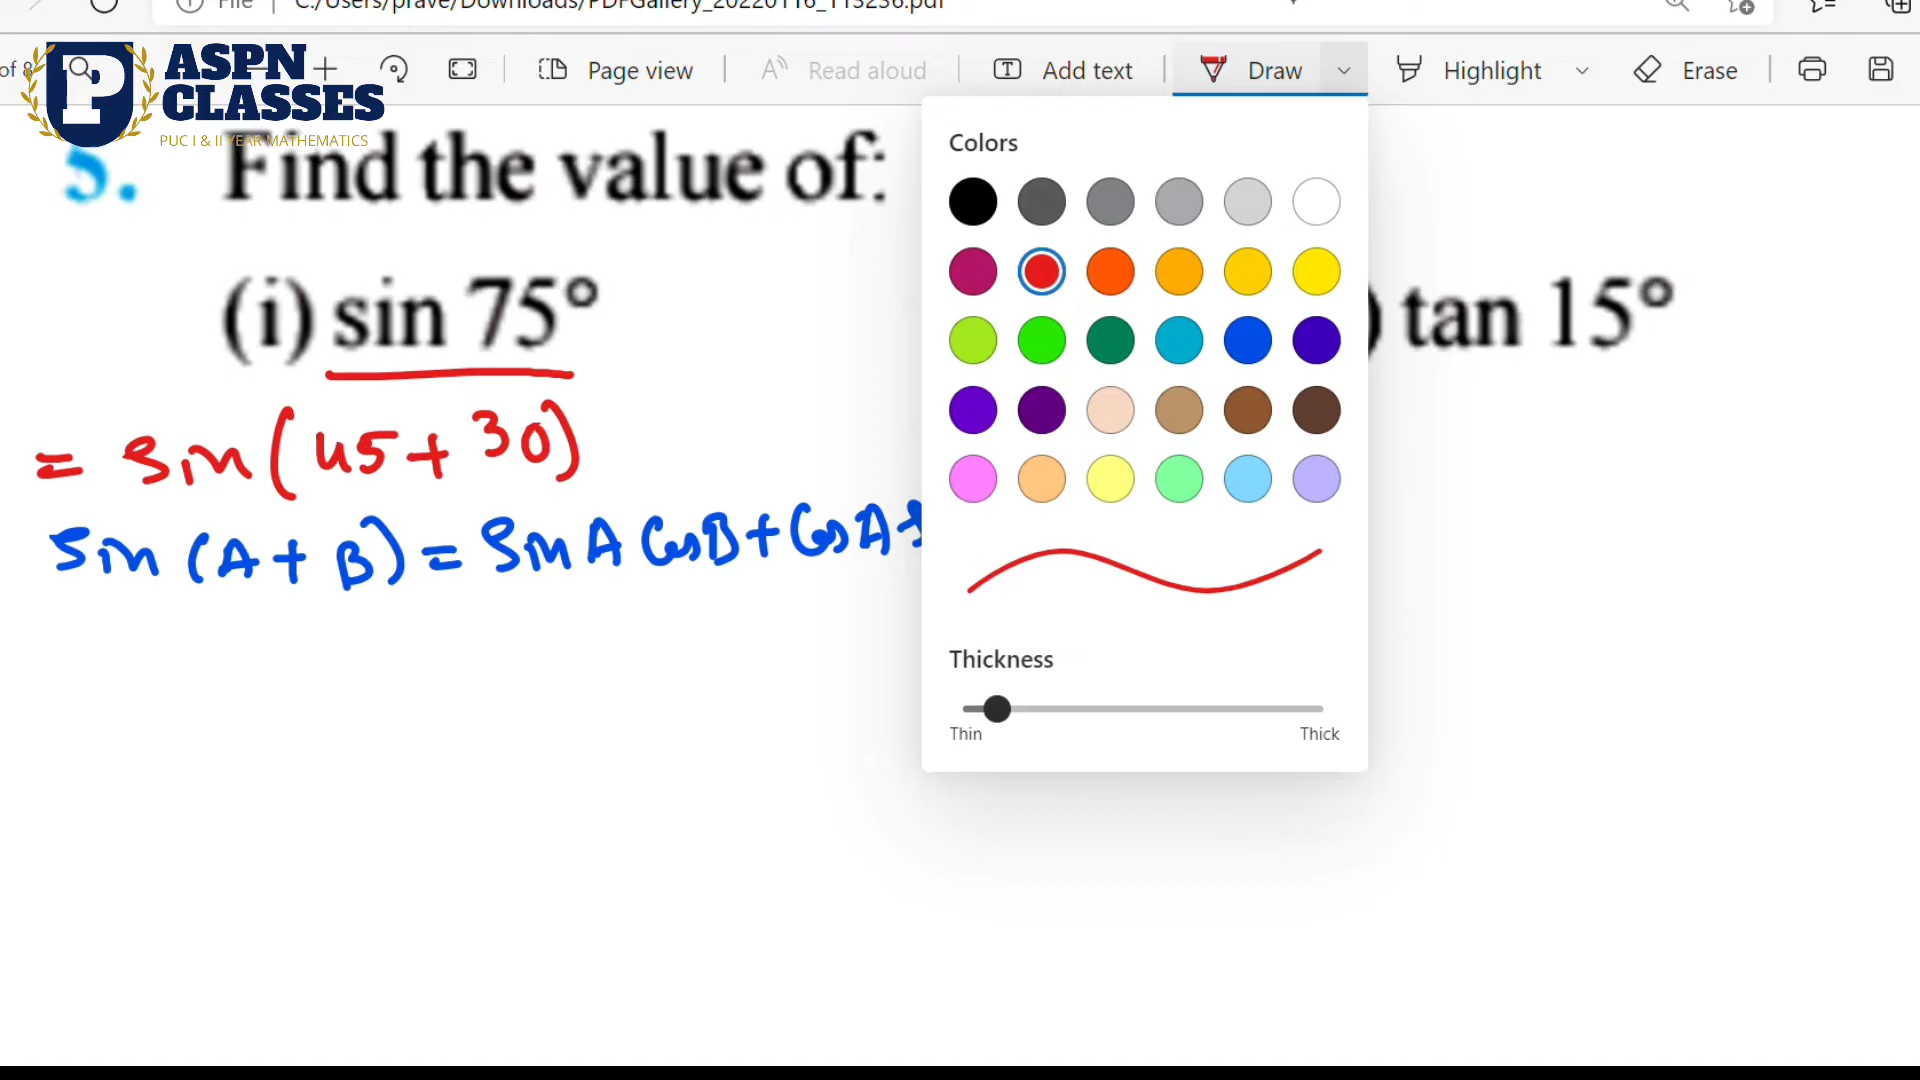 File C:/Users/prave/Downloads/PDFGallery_20220116_113236.pdf
of 8 Page view Read aloud Add text Draw Highlight Erase
ASPN
CLASSES
PUC I & II YEAR MATHEMATICS
5. Find the value of:
(i) sin 75°
) tan 15°
= Sin (45+30)
Sin (A+B) = Sin A Cos B + Cos A
Colors
Thickness
Thin Thick